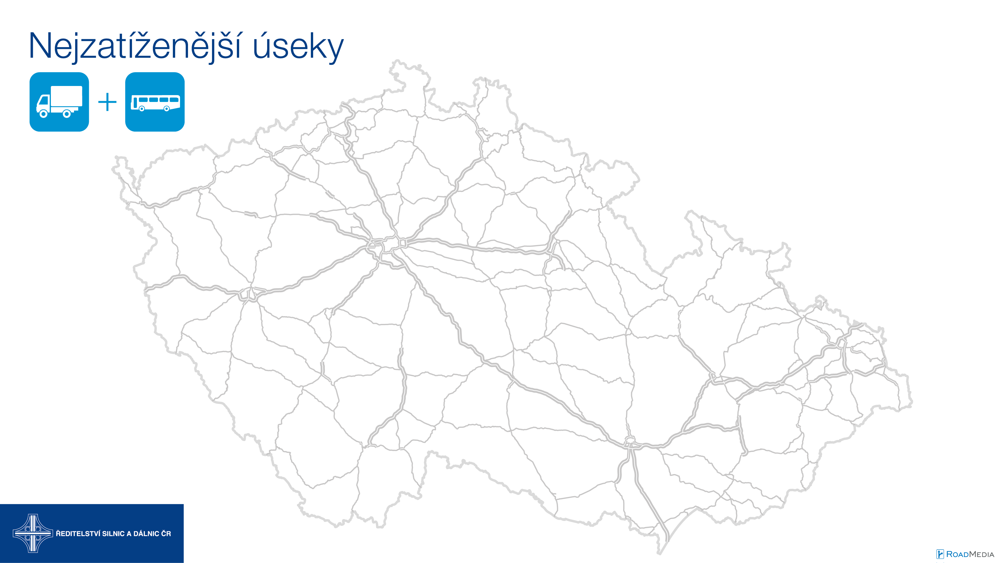 Nejzatíženější úseky
+
ŘEDITELSTVÍ SILNIC A DÁLNIC ČR
ROADMEDIA